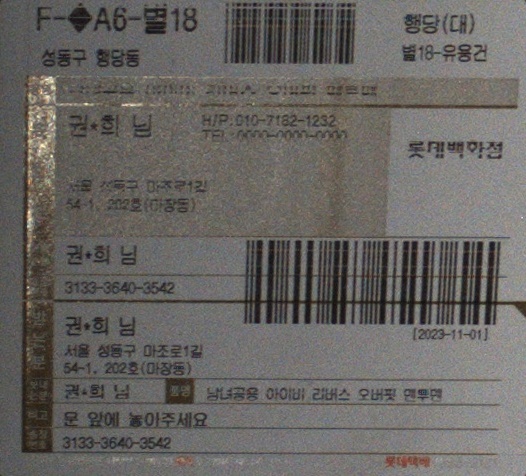 F-◆A6-별18
행당(대)
성동구 행당동
별18-유용건
권*희 님
H/P.010-7182-1232
TEL:0000-0000-0000
롯데백화점
서울 성동구 마조로1길
54-1, 202호(마장동)
권*희 님
3133-3640-3542
[2023-11-01]
권*희 님
서울 성동구 마조로1길
54-1, 202호(마장동)
권*희 님
품명
남녀공용 아이비 리버스 오버핏 맨투맨
문 앞에 놓아주세요
3133-3640-3542
롯데택배